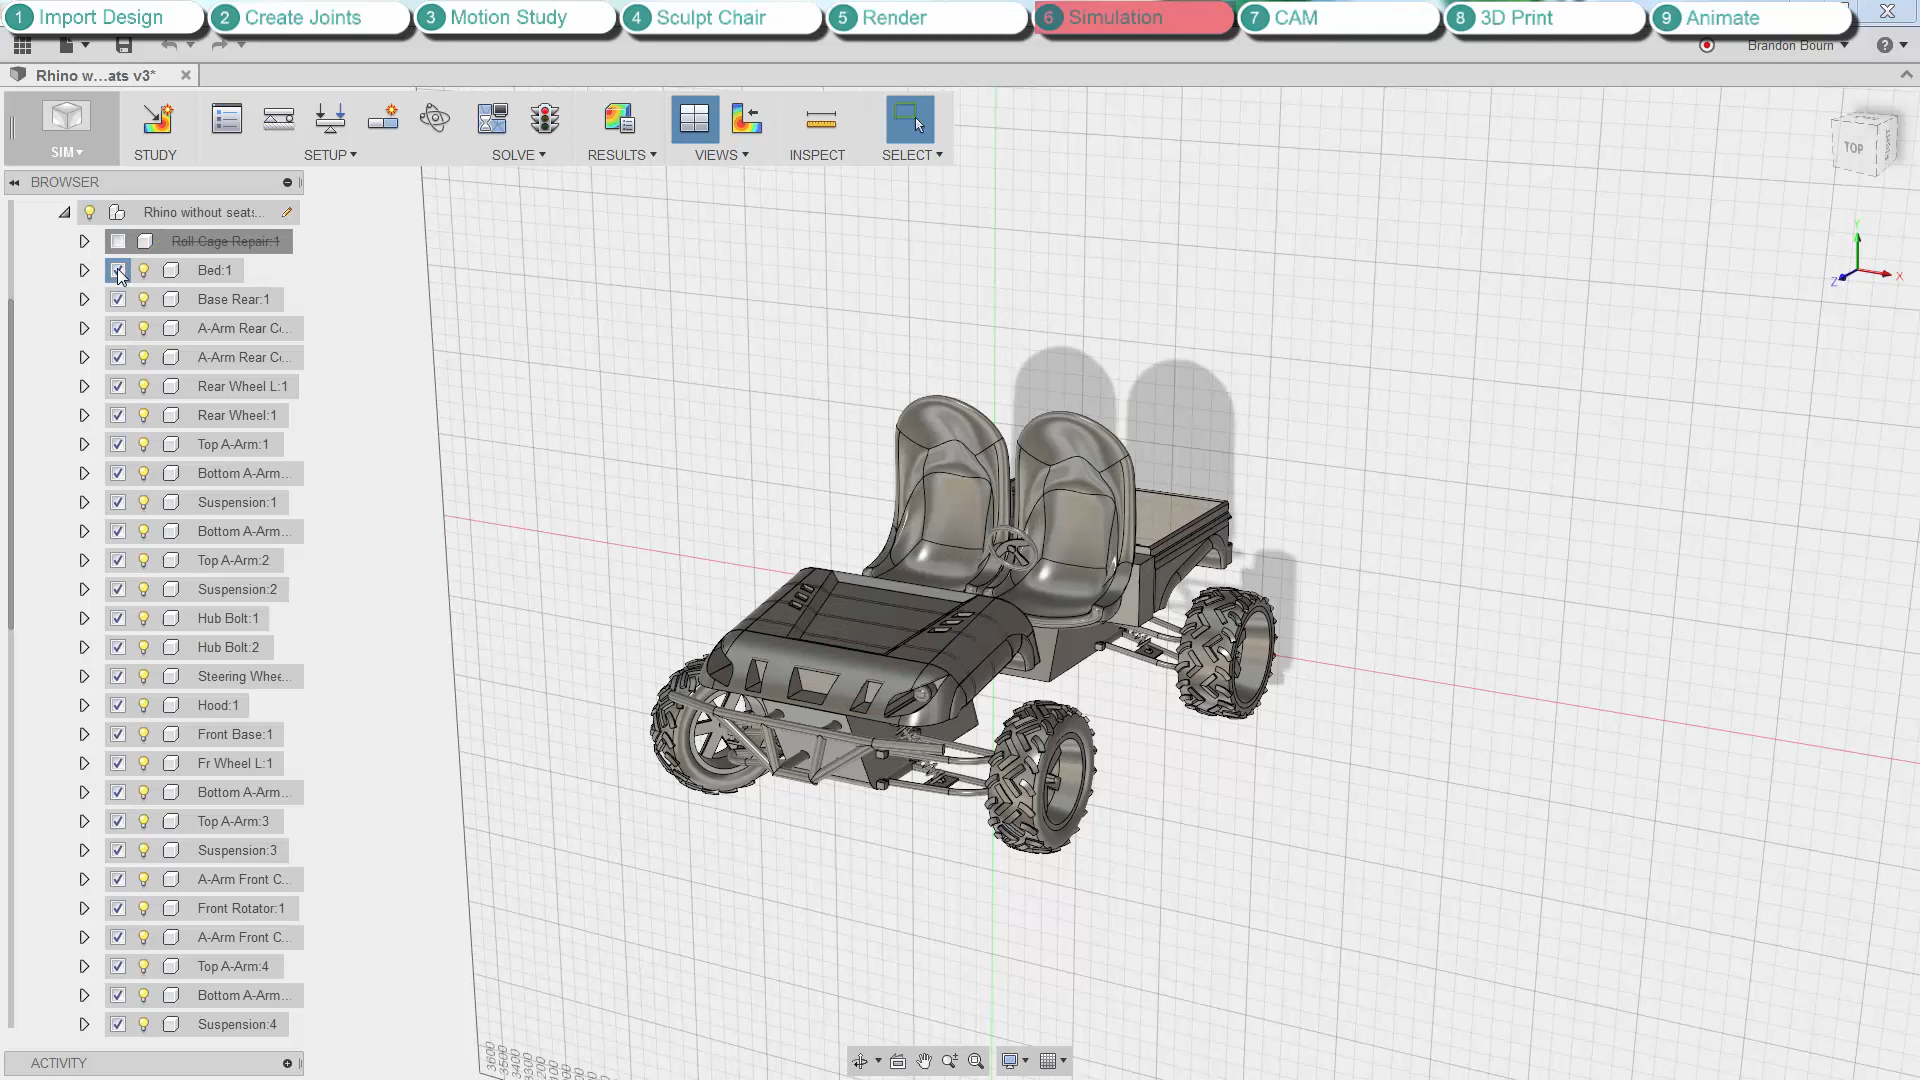 1 Import Design
2 Create Joints
3 Motion Study
4 Sculpt Chair
5 Render
6 Simulation
7 CAM
8 3D Print
9 Animate
Brandon Bourn
Rhino w...ats v3*
SIM
STUDY
SETUP
SOLVE
RESULTS
VIEWS
INSPECT
SELECT
BROWSER
Rhino without seat...
Roll Cage Repair:1
Bed:1
Base Rear:1
A-Arm Rear C...
A-Arm Rear C...
Rear Wheel L:1
Rear Wheel:1
Top A-Arm:1
Bottom A-Arm...
Suspension:1
Bottom A-Arm...
Top A-Arm:2
Suspension:2
Hub Bolt:1
Hub Bolt:2
Steering Whee...
Hood:1
Front Base:1
Fr Wheel L:1
Bottom A-Arm...
Top A-Arm:3
Suspension:3
A-Arm Front C...
Front Rotator:1
A-Arm Front C...
Top A-Arm:4
Bottom A-Arm...
Suspension:4
ACTIVITY
TOP
RIGHT
Y
X
Z
3600
3500
3400
3300